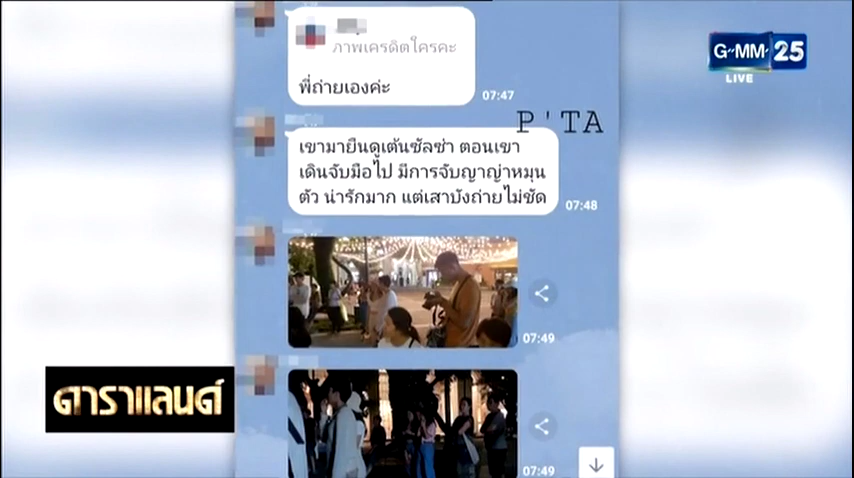 ภาพเครดิตใครคะ
พี่ถ่ายเองค่ะ
07:47
P'TA
เขามายืนดูเต้นซัลซ่า ตอนเขา
เดินจับมือไป มีการจับญาญ่าหมุน
ตัว น่ารักมาก แต่เสาบังถ่ายไม่ชัด
07:48
07:49
07:49
GMM 25
LIVE
ดาราแลนด์